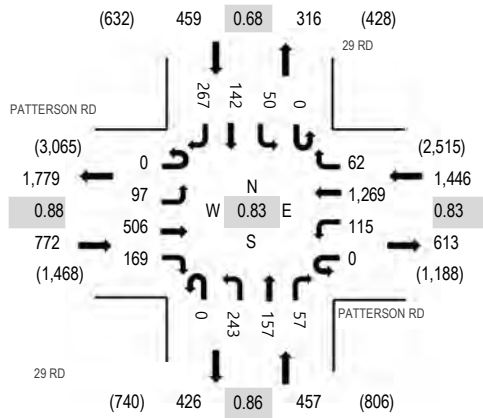 (632) 459 0.68 316 (428)
29 RD
267 142 50 0
PATTERSON RD
(3,065) 0 62 (2,515)
1,779 97 N 1,269 1,446
0.88 506 W 0.83 E 115 0.83
772 169 S 0 613
(1,468) (1,188)
0 243 157 57
PATTERSON RD
29 RD
(740) 426 0.86 457 (806)